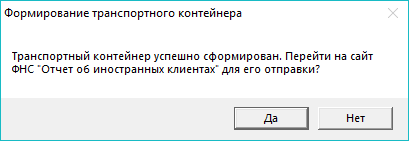 Формирование транспортного контейнера
Транспортный контейнер успешно сформирован. Перейти на сайт
ФНС "Отчет об иностранных клиентах" для его отправки?
Да
Нет